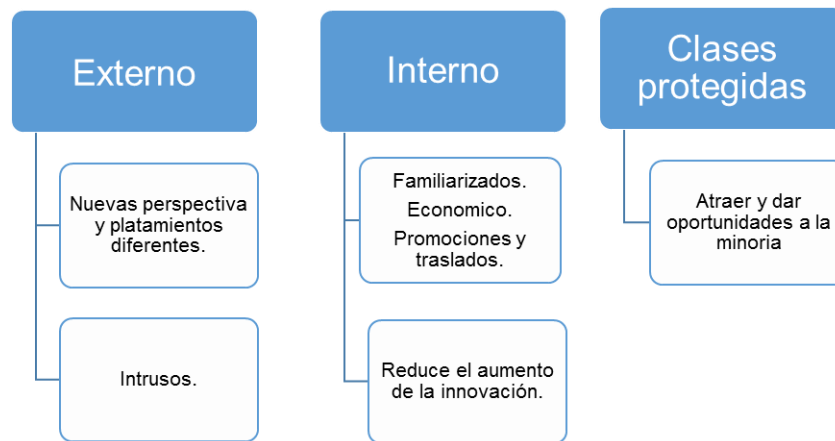 Externo
Nuevas perspectiva
y platamientos
diferentes.
Intrusos.
Interno
Familiarizados.
Economico.
Promociones y
traslados.
Reduce el aumento
de la innovación.
Clases
protegidas
Atraer y dar
oportunidades a la
minoria